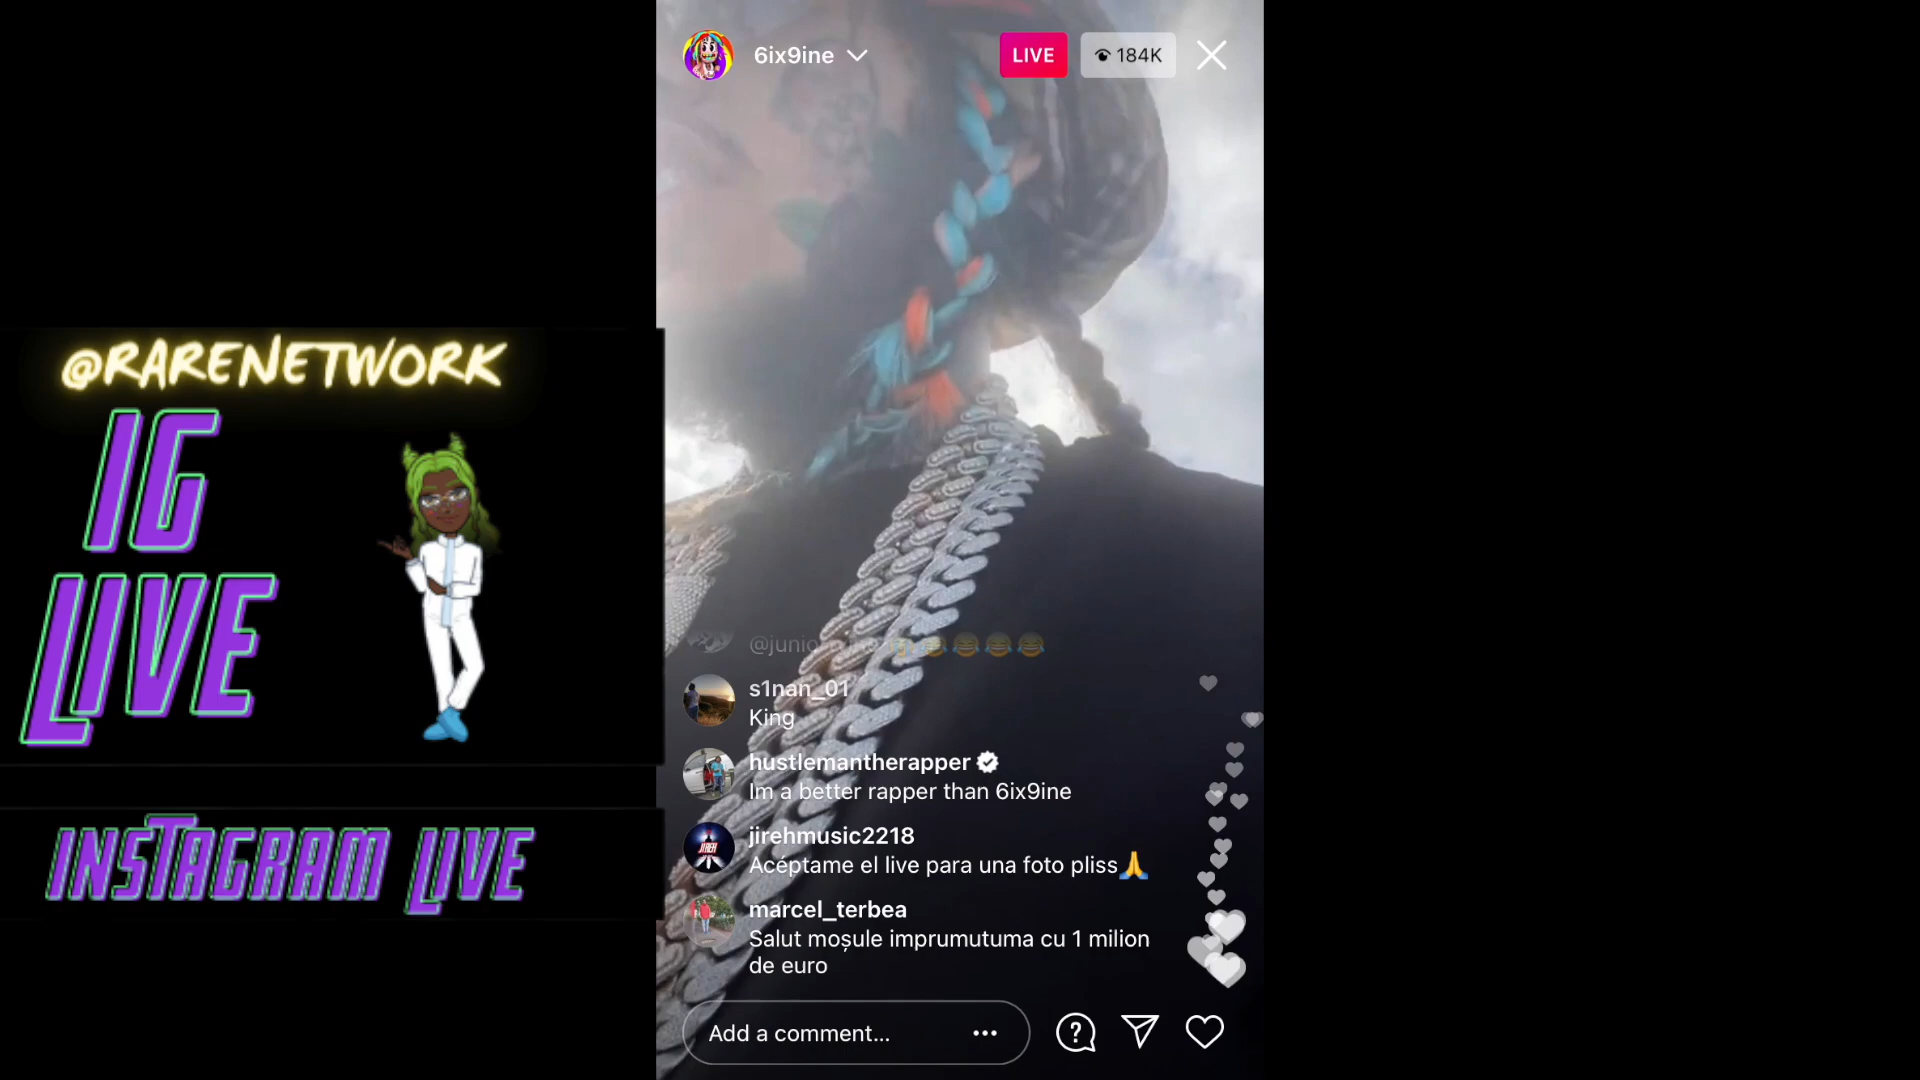 @RARENETWORK
IG
LIVE
INSTAGRAM LIVE
6ix9ine
LIVE
184K
s1nan_01
King
hustlemantherapper
Im a better rapper than 6ix9ine
jirehmusic2218
Acéptame el live para una foto pliss🙏
marcel_terbea
Salut moșule imprumutuma cu 1 milion
de euro
Add a comment...